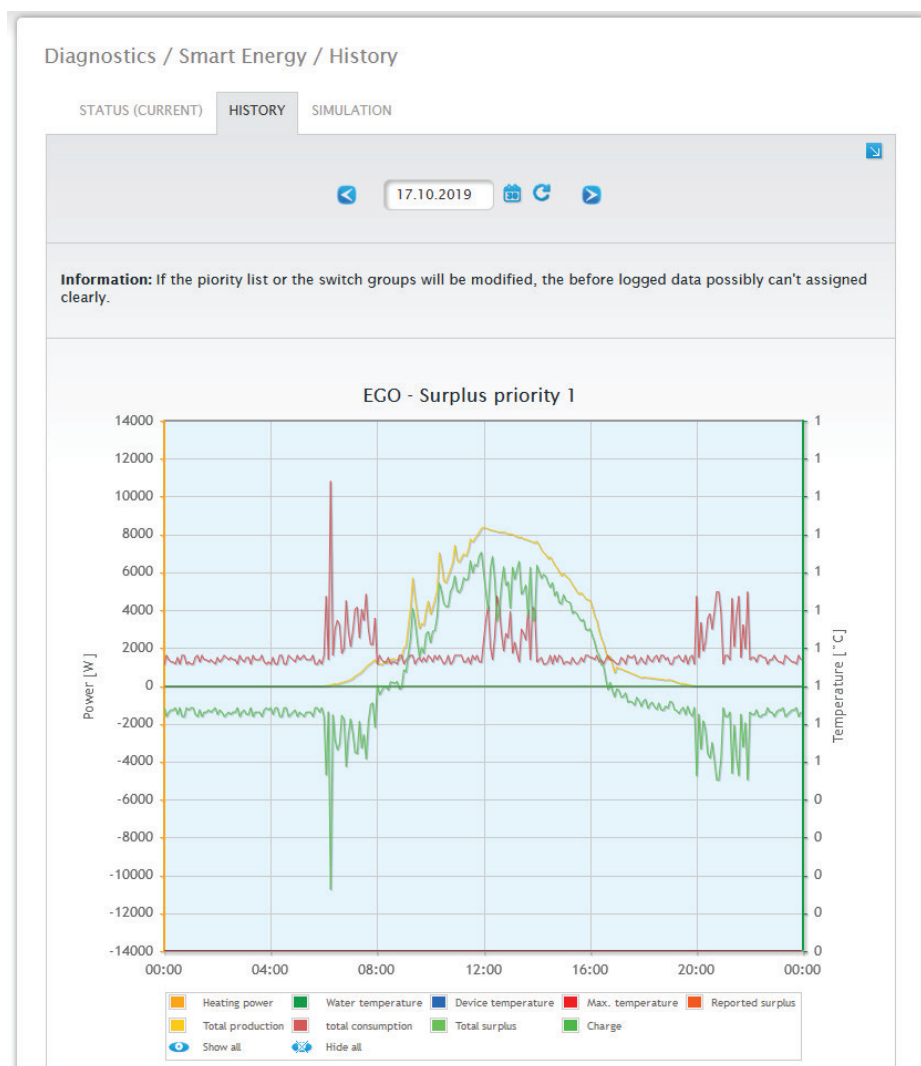 Diagnostics / Smart Energy / History
STATUS (CURRENT) HISTORY SIMULATION
17.10.2019 30
Information: If the piority list or the switch groups will be modified, the before logged data possibly can't assigned
clearly.
EGO - Surplus priority 1
14000 1
12000 1
10000 1
8000 1
6000 1
4000 1
2000 1
0 1
-2000 1
-4000 1
-6000 0
-8000 0
-10000 0
-12000 0
-14000 0
Power [W]
Temperature [ ˚C]
00:00 04:00 08:00 12:00 16:00 20:00 00:00
Heating power Water temperature Device temperature Max. temperature Reported surplus
Total production total consumption Total surplus Charge
Show all Hide all